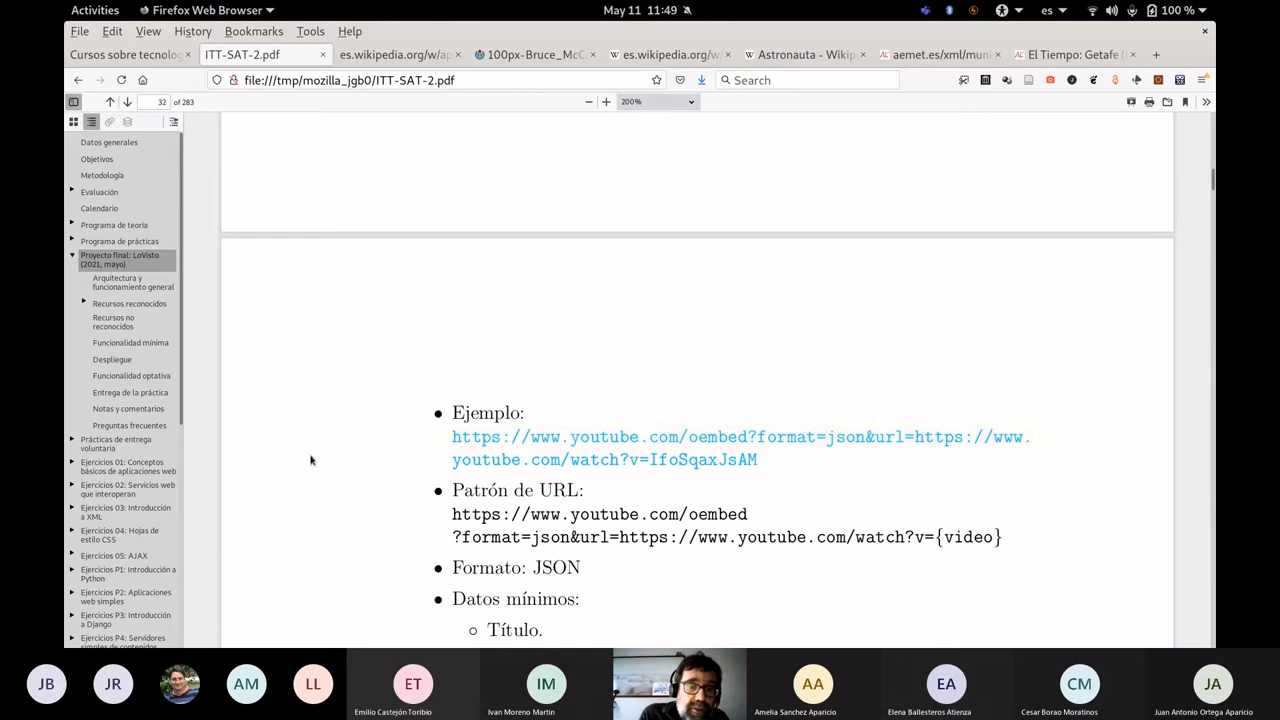 Activities
Firefox Web Browser
May 11 11:49
es
100 %
File Edit View History Bookmarks Tools Help
Cursos sobre tecnolog
ITT-SAT-2.pdf
es.wikipedia.org/w/ap
100px-Bruce_McC
es.wikipedia.org/w/
Astronauta - Wikip
aemet.es/xml/muni
El Tiempo: Getafe (
file:///tmp/mozilla_jgb0/ITT-SAT-2.pdf
Search
32 of 283
200%
Datos generales
Objetivos
Metodología
Evaluación
Calendario
Programa de teoría
Programa de prácticas
Proyecto final: LoVisto
(2021, mayo)
Arquitectura y
funcionamiento general
Recursos reconocidos
Recursos no
reconocidos
Funcionalidad mínima
Despliegue
Funcionalidad optativa
Entrega de la práctica
Notas y comentarios
Preguntas frecuentes
Prácticas de entrega
voluntaria
Ejercicios 01: Conceptos
básicos de aplicaciones web
Ejercicios 02: Servicios web
que interoperan
Ejercicios 03: Introducción
a XML
Ejercicios 04: Hojas de
estilo CSS
Ejercicios 05: AJAX
Ejercicios P1: Introducción a
Python
Ejercicios P2: Aplicaciones
web simples
Ejercicios P3: Introducción
a Django
Ejercicios P4: Servidores
simples de contenidos
• Ejemplo:
https://www.youtube.com/oembed?format=json&url=https://www.
youtube.com/watch?v=IfoSqaxJsAM
• Patrón de URL:
https://www.youtube.com/oembed
?format=json&url=https://www.youtube.com/watch?v={video}
• Formato: JSON
• Datos mínimos:
◦ Título.
JB
JR
AM
LL
ET
Emilio Castejón Toribio
IM
Ivan Moreno Martin
AA
Amelia Sanchez Aparicio
EA
Elena Ballesteros Atienza
CM
Cesar Borao Moratinos
JA
Juan Antonio Ortega Aparicio